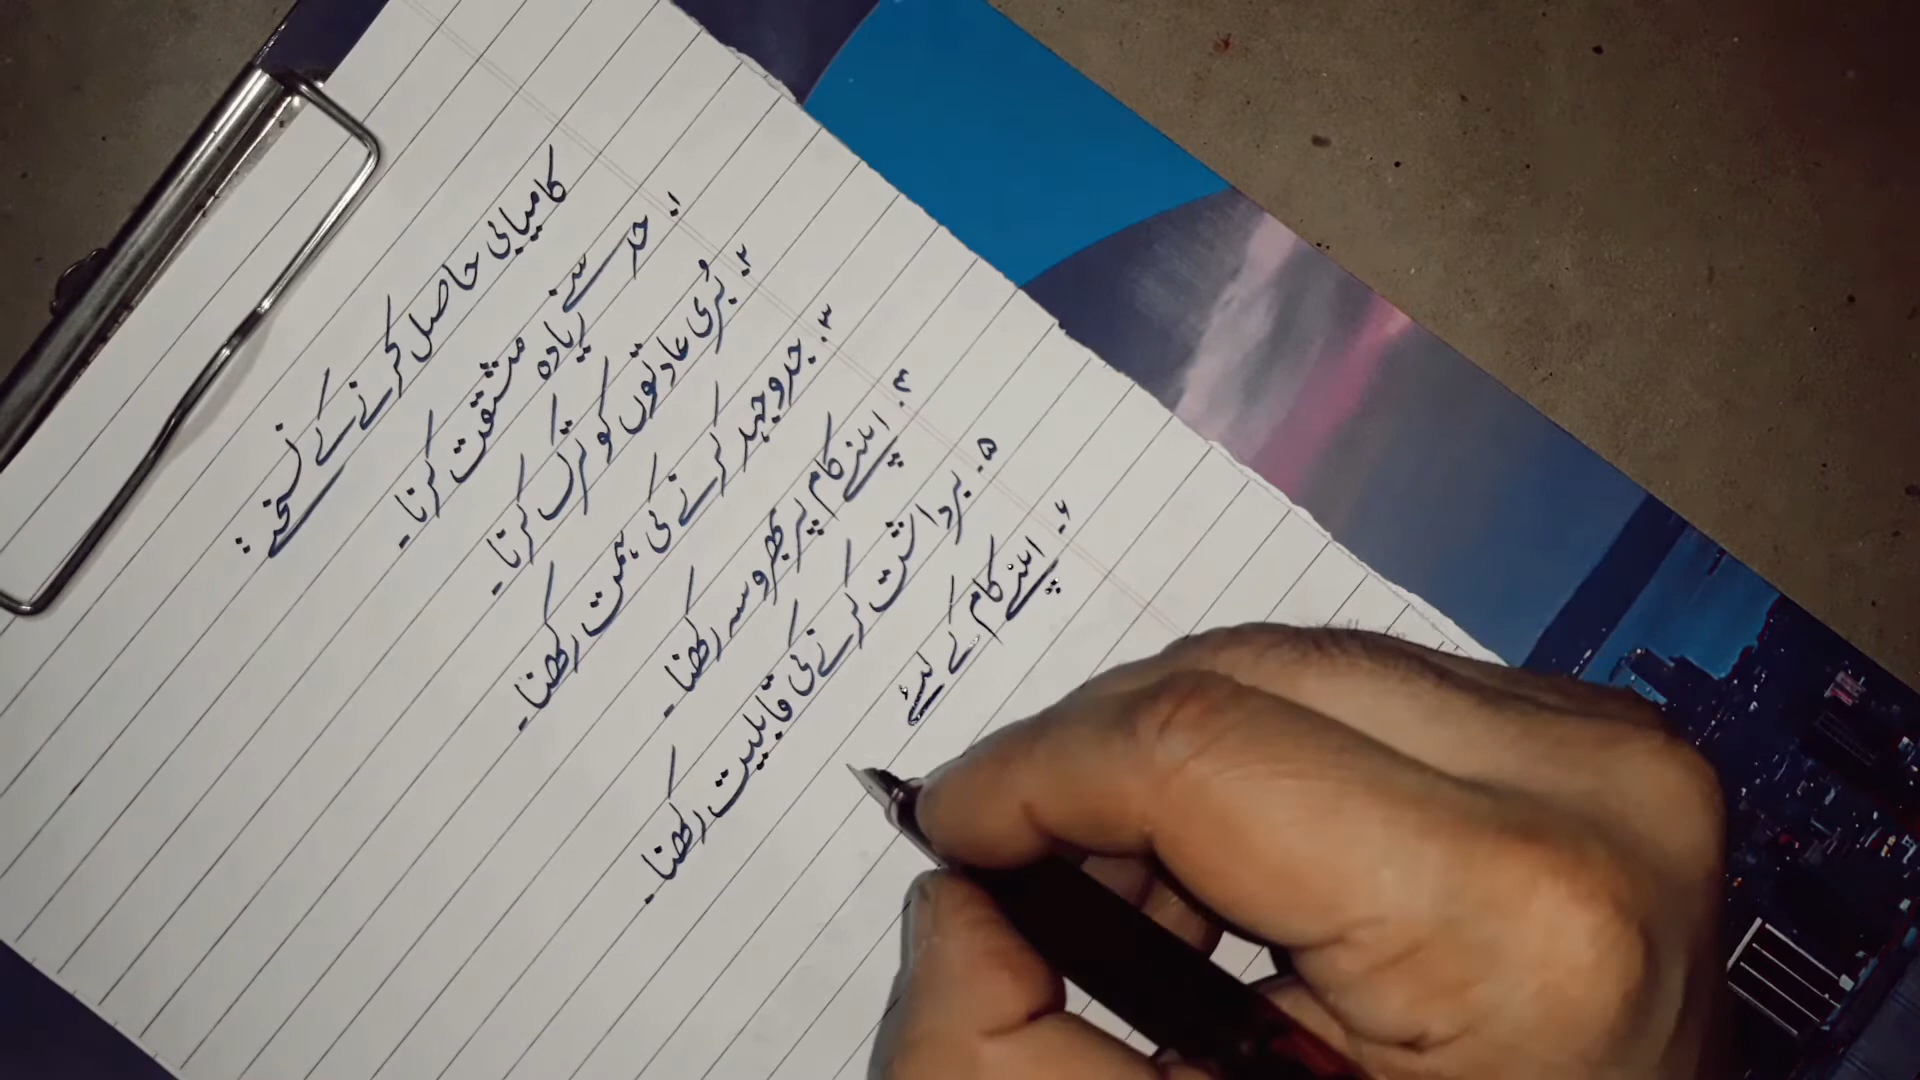 کامیابی حاصل کرنے کے نسخے:
۱. حد سے زیادہ مشقت کرنا۔
۲. بُری عادتوں کو ترک کرنا۔
۳. جدوجہد کرنے کی ہمت رکھنا۔
۴. اپنے کام پر بھروسہ رکھنا۔
۵۔ برداشت کرنے کی قابلیت رکھنا۔
۶۔ اپنے کام کے لیئے